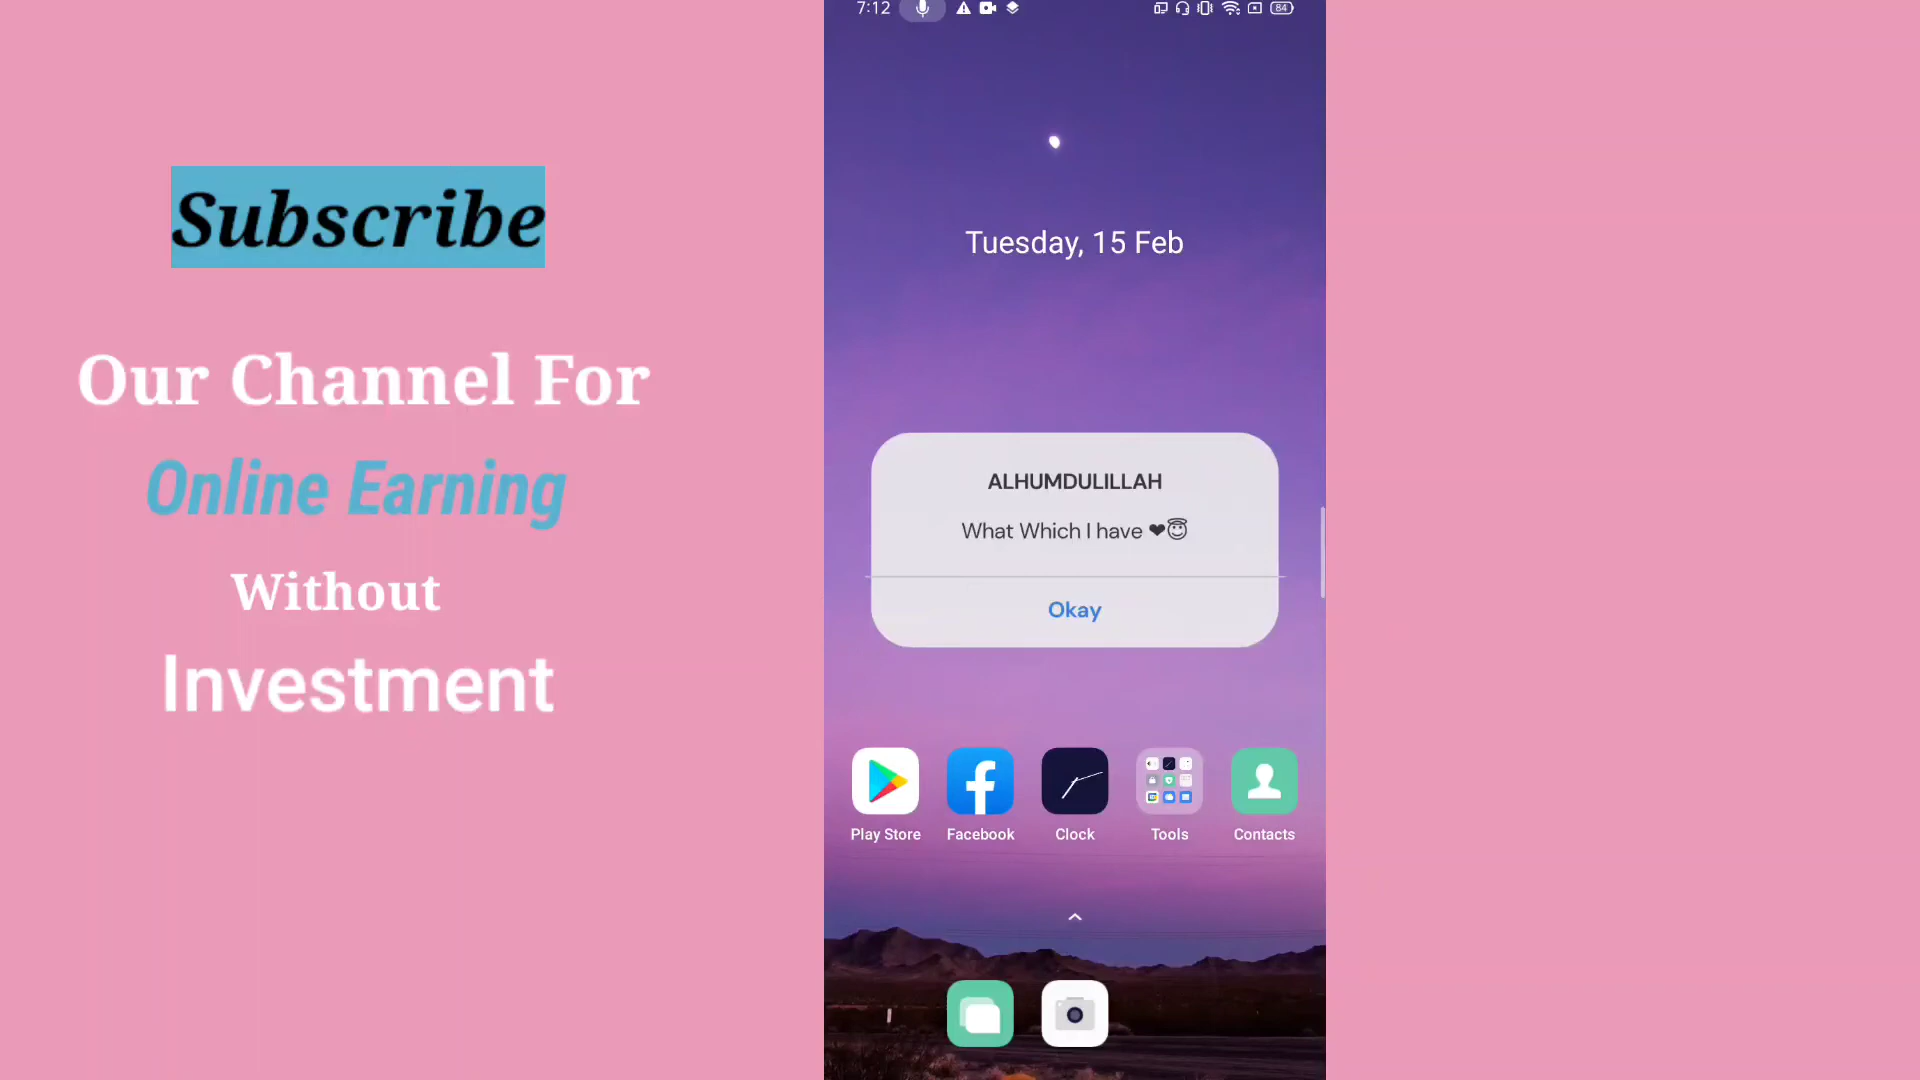 Subscribe
Our Channel For
Online Earning
Without
Investment
7:12
84
Tuesday, 15 Feb
ALHUMDULILLAH
What Which I have ❤😇
Okay
Play Store
Facebook
Clock
Tools
Contacts